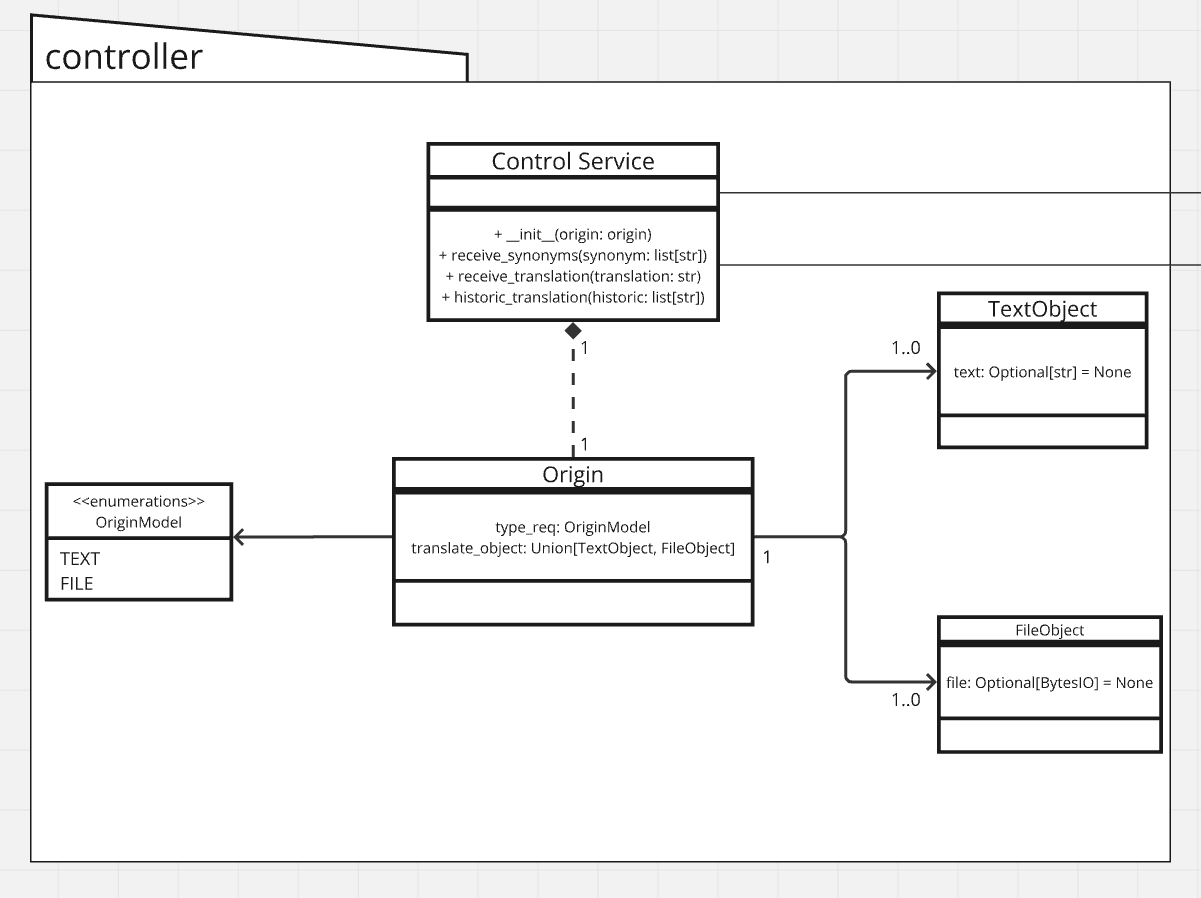 controller
Control Service
+ __init__(origin: origin)
+ receive_synonyms(synonym: list[str])
+ receive_translation(translation: str)
+ historic_translation(historic: list[str])
1
1
TextObject
text: Optional[str] = None
1..0
Origin
type_req: OriginModel
translate_object: Union[TextObject, FileObject]
1
<<enumerations>>
OriginModel
TEXT
FILE
FileObject
file: Optional[BytesIO] = None
1..0